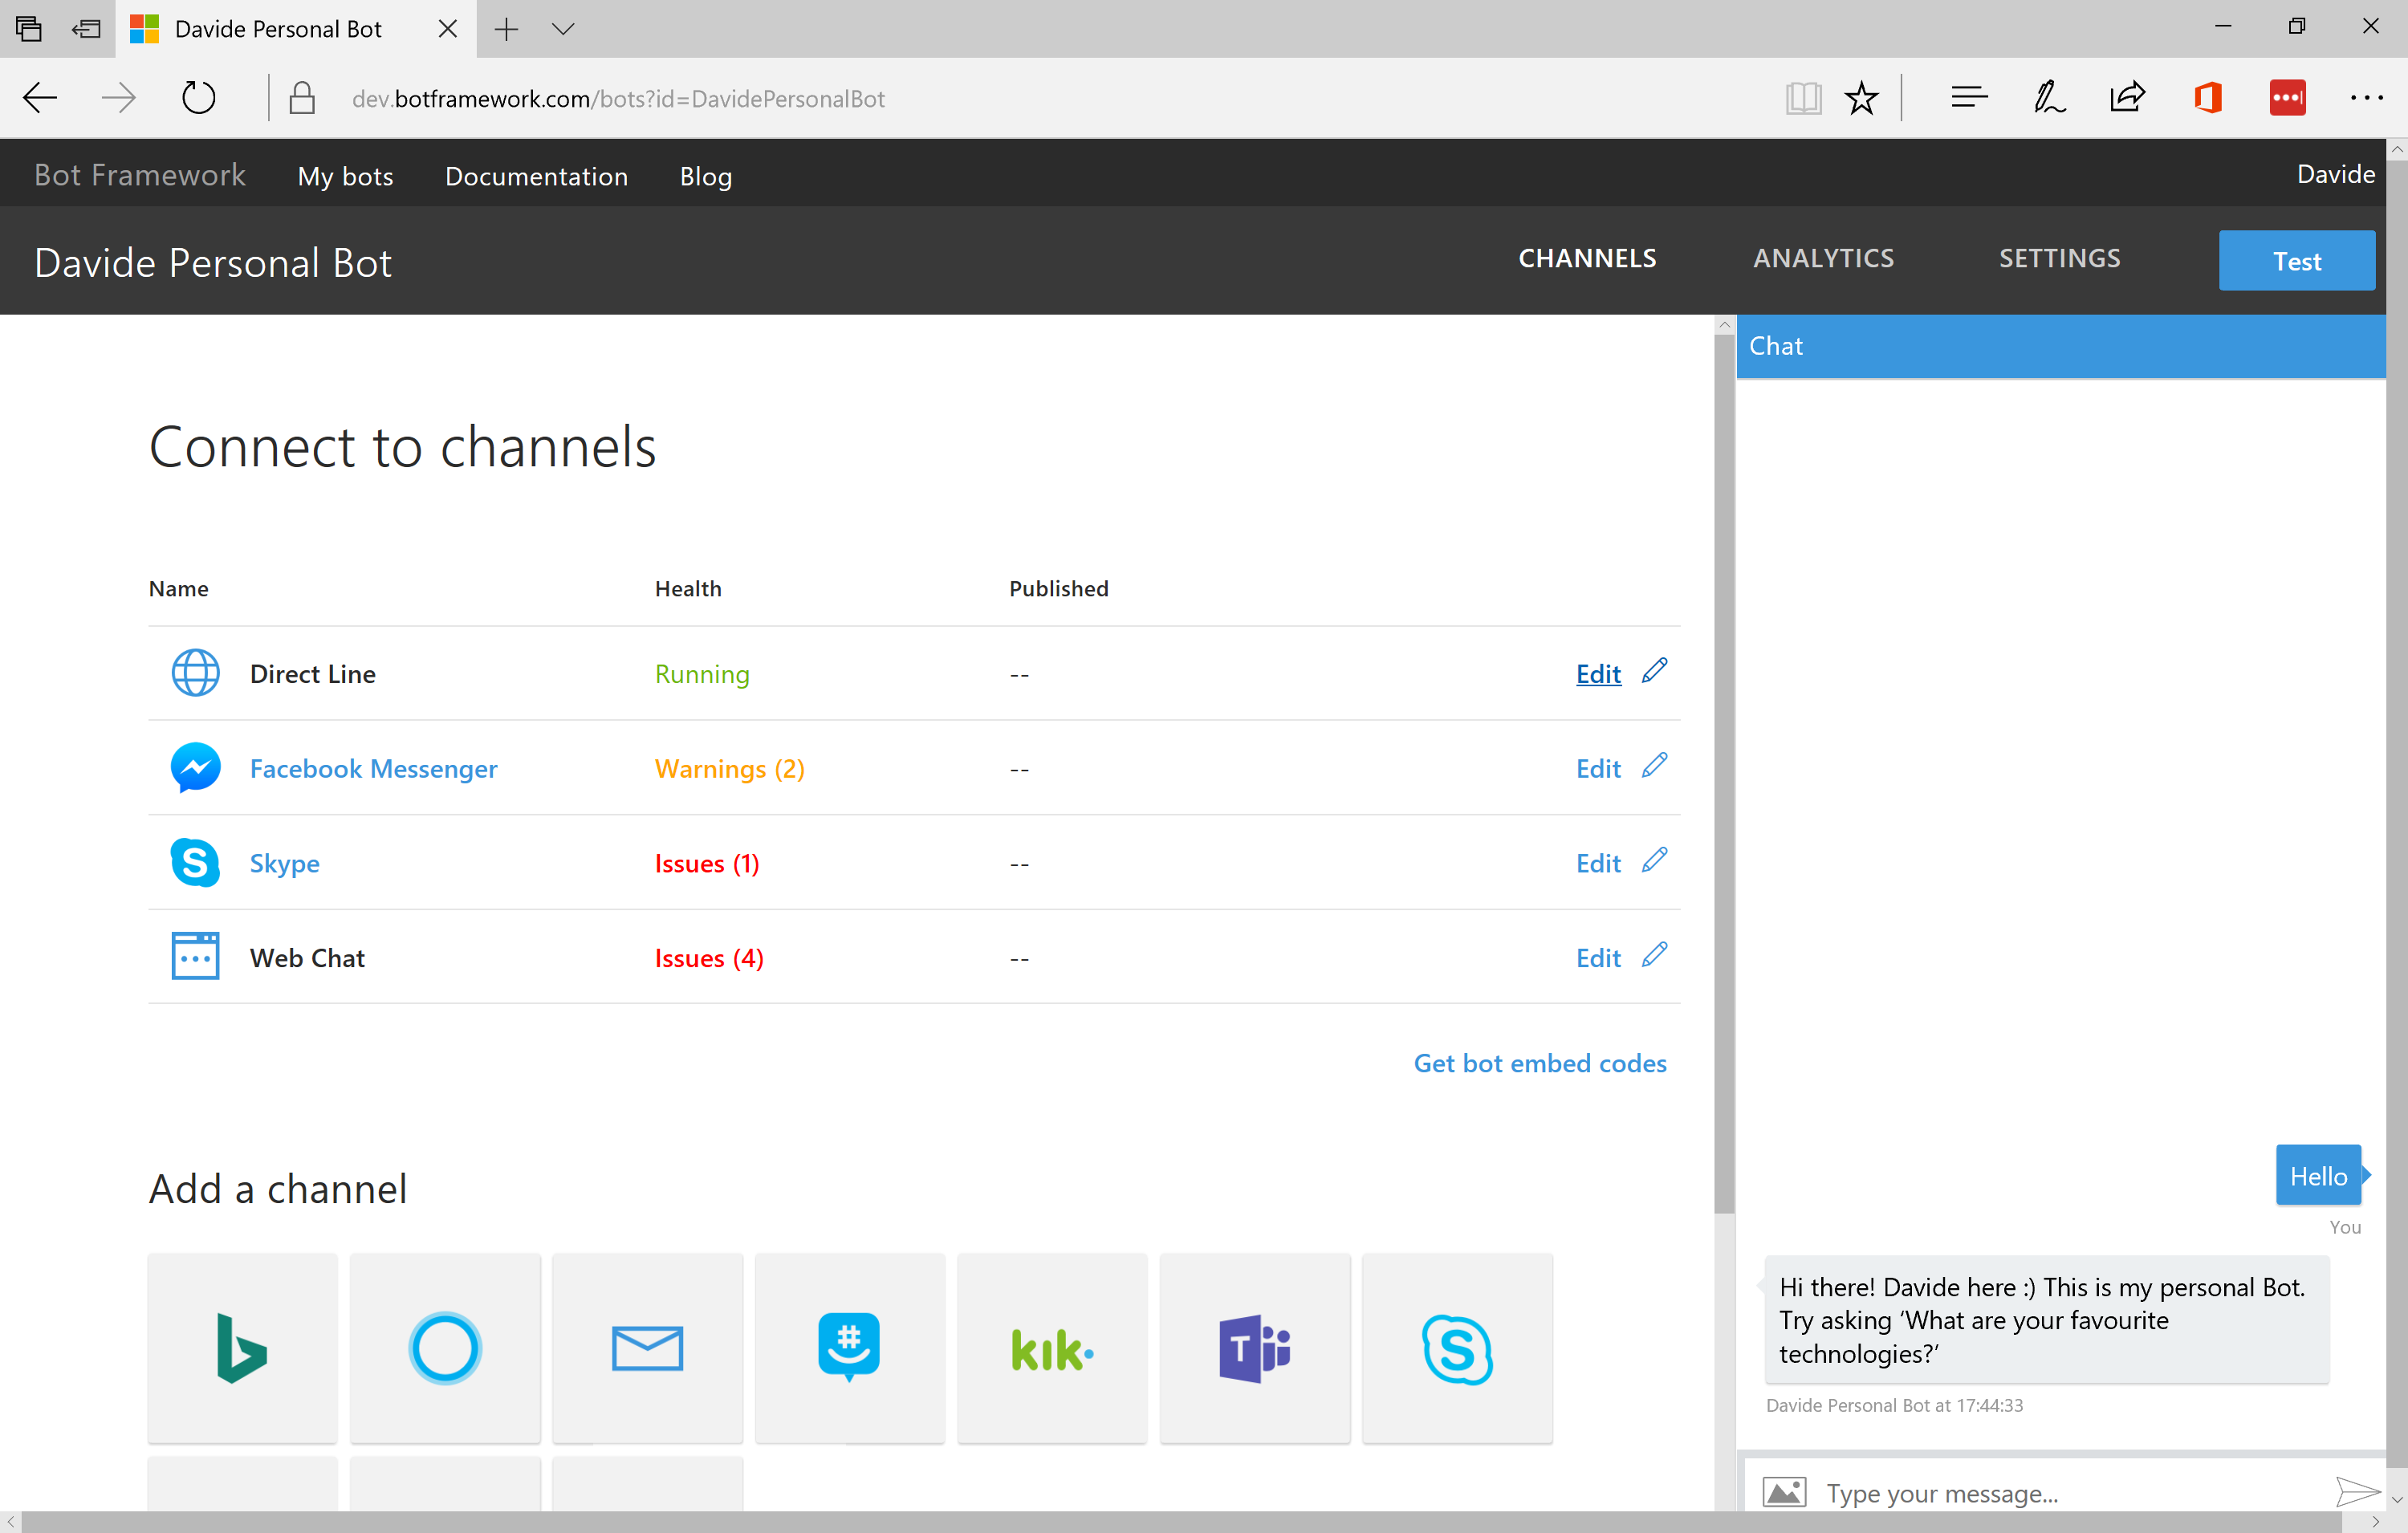 Davide Personal Bot
dev.botframework.com/bots?id=DavidePersonalBot
Bot Framework My bots Documentation Blog Davide
Davide Personal Bot CHANNELS ANALYTICS SETTINGS Test
Chat
Connect to channels
Name Health Published
Direct Line Running -- Edit
Facebook Messenger Warnings (2) -- Edit
Skype Issues (1) -- Edit
Web Chat Issues (4) -- Edit
Get bot embed codes
Add a channel
kik
Hello
You
Hi there! Davide here :) This is my personal Bot.
Try asking ‘What are your favourite
technologies?’
Davide Personal Bot at 17:44:33
Type your message...